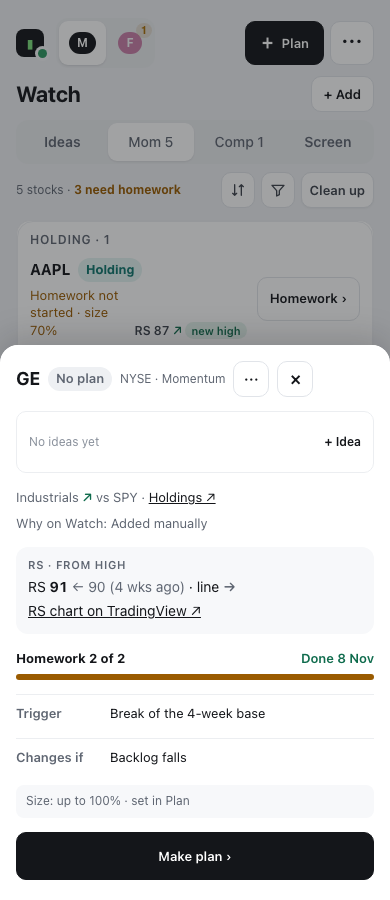 M F 1 + Plan ···
Watch + Add
Ideas Mom 5 Comp 1 Screen
5 stocks · 3 need homework Clean up
HOLDING · 1
AAPL Holding
Homework not
started · size
70% RS 87 ↗ new high
Homework ›
GE No plan NYSE · Momentum ··· ×
No ideas yet + Idea
Industrials ↗ vs SPY · Holdings ↗
Why on Watch: Added manually
RS · FROM HIGH
RS 91 ← 90 (4 wks ago) · line →
RS chart on TradingView ↗
Homework 2 of 2 Done 8 Nov
Trigger Break of the 4-week base
Changes if Backlog falls
Size: up to 100% · set in Plan
Make plan ›